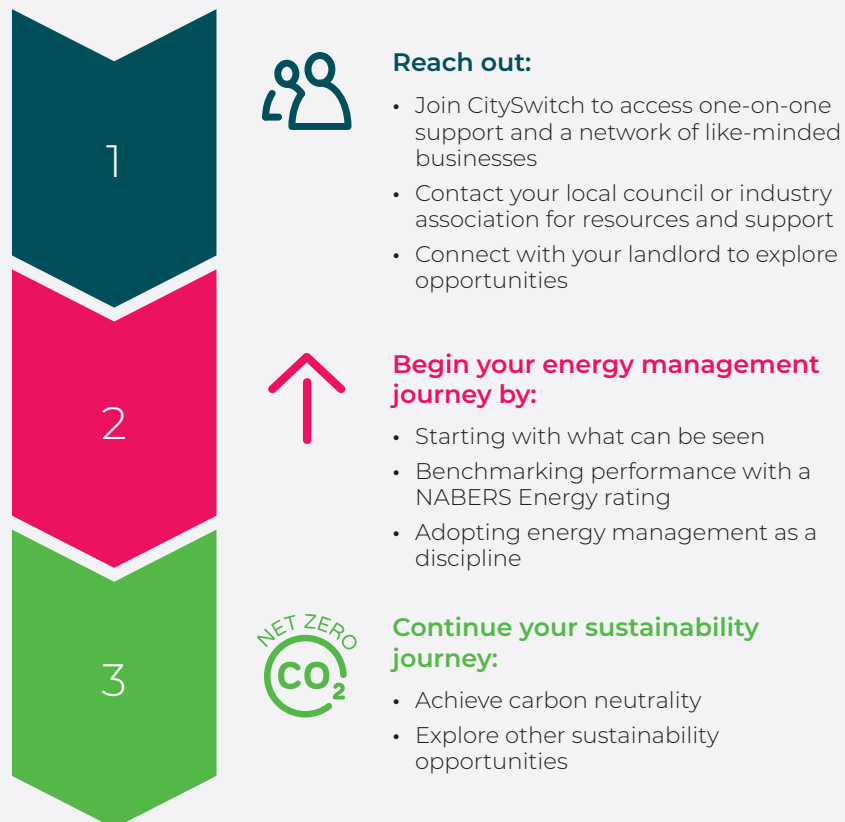 1
Reach out:
• Join CitySwitch to access one-on-one
support and a network of like-minded
businesses
• Contact your local council or industry
association for resources and support
• Connect with your landlord to explore
opportunities
2
Begin your energy management
journey by:
• Starting with what can be seen
• Benchmarking performance with a
NABERS Energy rating
• Adopting energy management as a
discipline
3
NET ZERO
CO₂
Continue your sustainability
journey:
• Achieve carbon neutrality
• Explore other sustainability
opportunities